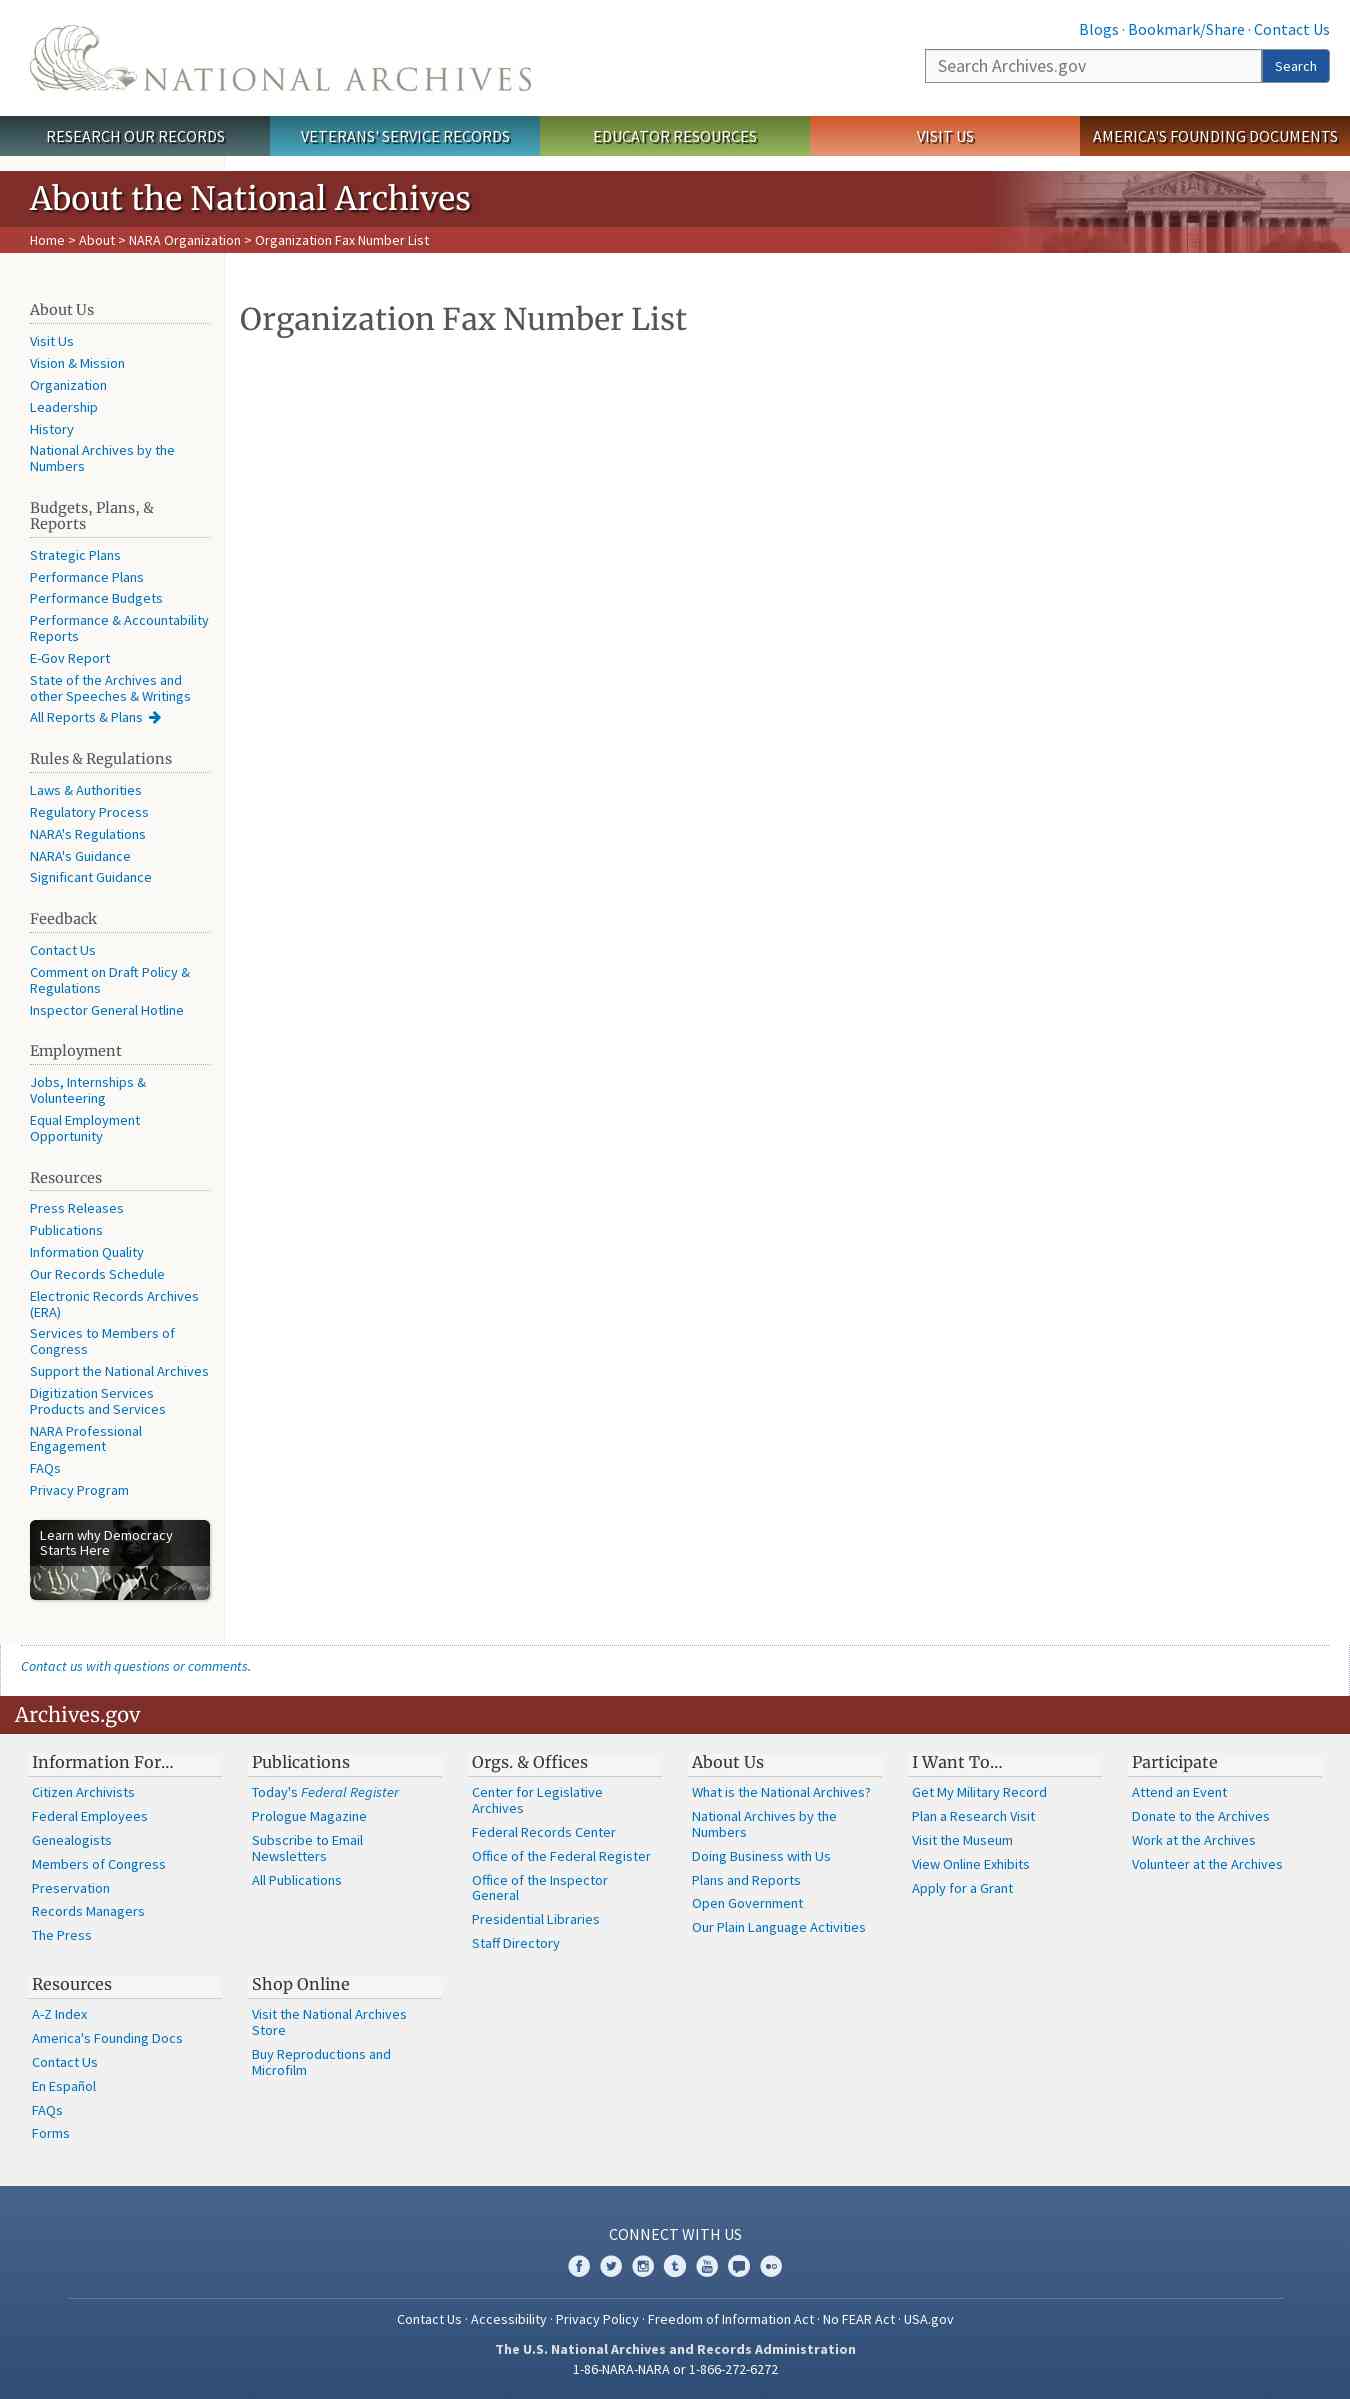 NATIONAL ARCHIVES
Blogs · Bookmark/Share · Contact Us
Search Archives.gov
Search
RESEARCH OUR RECORDS
VETERANS' SERVICE RECORDS
EDUCATOR RESOURCES
VISIT US
AMERICA'S FOUNDING DOCUMENTS
About the National Archives
Home > About > NARA Organization > Organization Fax Number List
About Us
Visit Us
Vision & Mission
Organization
Leadership
History
National Archives by the
Numbers
Budgets, Plans, &
Reports
Strategic Plans
Performance Plans
Performance Budgets
Performance & Accountability
Reports
E-Gov Report
State of the Archives and
other Speeches & Writings
All Reports & Plans
Rules & Regulations
Laws & Authorities
Regulatory Process
NARA's Regulations
NARA's Guidance
Significant Guidance
Feedback
Contact Us
Comment on Draft Policy &
Regulations
Inspector General Hotline
Employment
Jobs, Internships &
Volunteering
Equal Employment
Opportunity
Resources
Press Releases
Publications
Information Quality
Our Records Schedule
Electronic Records Archives
(ERA)
Services to Members of
Congress
Support the National Archives
Digitization Services
Products and Services
NARA Professional
Engagement
FAQs
Privacy Program
Learn why Democracy
Starts Here
e the People
Organization Fax Number List
Contact us with questions or comments.
Archives.gov
Information For…
Citizen Archivists
Federal Employees
Genealogists
Members of Congress
Preservation
Records Managers
The Press
Publications
Today's Federal Register
Prologue Magazine
Subscribe to Email
Newsletters
All Publications
Orgs. & Offices
Center for Legislative
Archives
Federal Records Center
Office of the Federal Register
Office of the Inspector
General
Presidential Libraries
Staff Directory
About Us
What is the National Archives?
National Archives by the
Numbers
Doing Business with Us
Plans and Reports
Open Government
Our Plain Language Activities
I Want To…
Get My Military Record
Plan a Research Visit
Visit the Museum
View Online Exhibits
Apply for a Grant
Participate
Attend an Event
Donate to the Archives
Work at the Archives
Volunteer at the Archives
Resources
A-Z Index
America's Founding Docs
Contact Us
En Español
FAQs
Forms
Shop Online
Visit the National Archives
Store
Buy Reproductions and
Microfilm
CONNECT WITH US
Contact Us · Accessibility · Privacy Policy · Freedom of Information Act · No FEAR Act · USA.gov
The U.S. National Archives and Records Administration
1-86-NARA-NARA or 1-866-272-6272